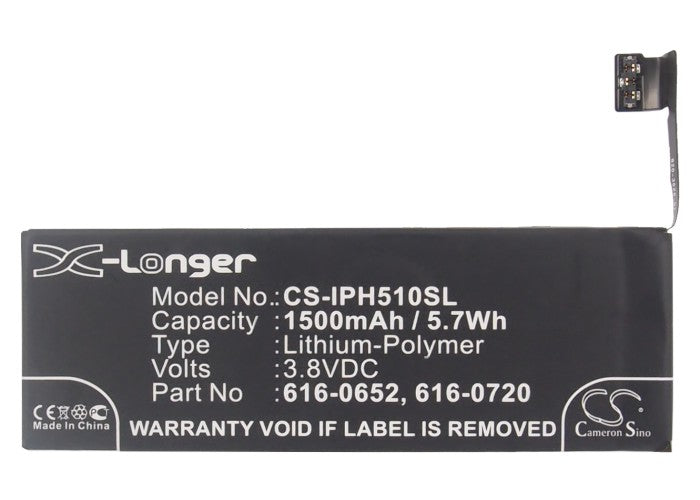 X-Longer
Model No. :CS-IPH510SL
Capacity :1500mAh / 5.7Wh
Type :Lithium-Polymer
Volts :3.8VDC
Part No. :616-0652, 616-0720
Made in China
WARRANTY VOID IF LABEL IS REMOVED
CS
Cameron Sino